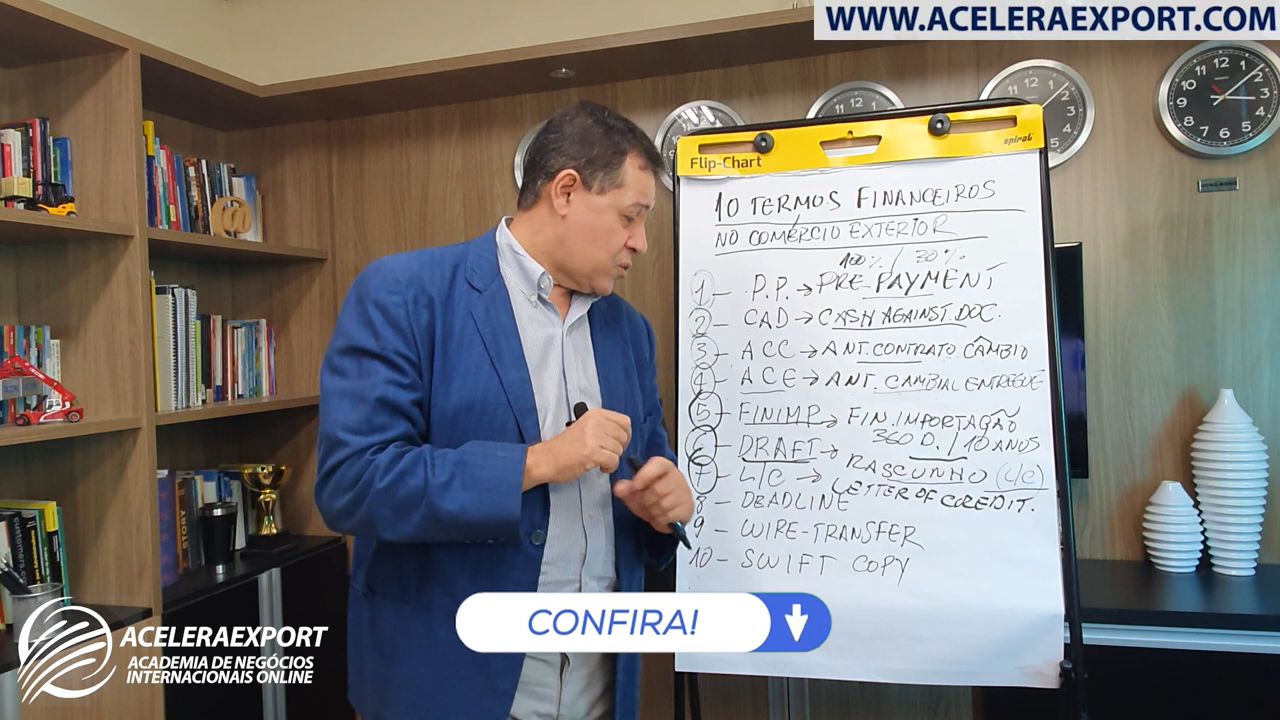 WWW.ACELERAEXPORT.COM
Flip-Chart
spiral
10 TERMOS FINANCEIROS
NO COMÉRCIO EXTERIOR
100% / 30%
1 - P.P. → PRE-PAYMENT
2 - CAD → CASH AGAINST DOC.
3 - ACC → ANT. CONTRATO CÂMBIO
4 - ACE → ANT. CAMBIAL ENTREGUE
5 - FINIMP → FIN. IMPORTAÇÃO
360 D. / 10 ANOS
6 - DRAFT → RASCUNHO (L/C)
7 - L/C → LETTER OF CREDIT.
8 - DEADLINE
9 - WIRE-TRANSFER
10 - SWIFT COPY
CONFIRA!
ACELERAEXPORT
ACADEMIA DE NEGÓCIOS
INTERNACIONAIS ONLINE